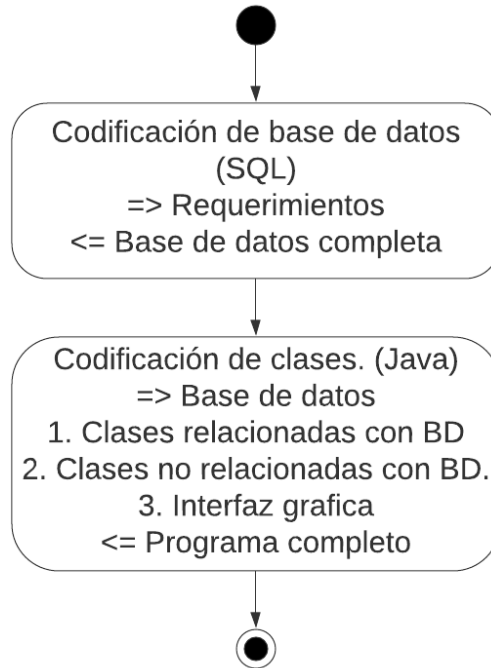 Codificación de base de datos
(SQL)
=> Requerimientos
<= Base de datos completa
Codificación de clases. (Java)
=> Base de datos
1. Clases relacionadas con BD
2. Clases no relacionadas con BD.
3. Interfaz grafica
<= Programa completo